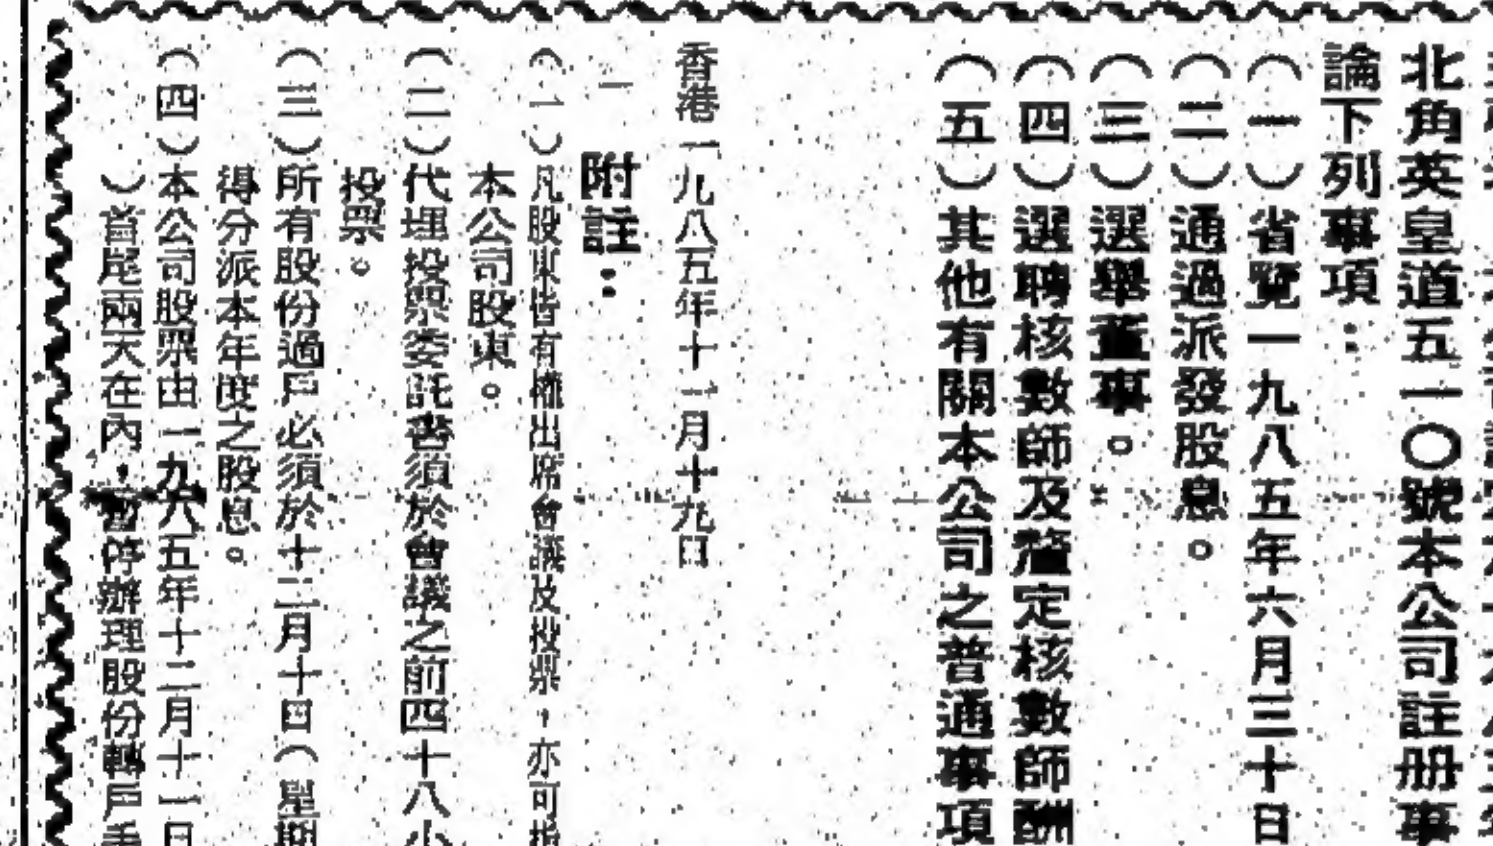 北角英皇道五一〇號本公司註册事
論下列事項：
（一）省覽一九八五年六月三十日
（二）通過派發股息。
（三）選舉董事。
（四）選聘核數師及釐定核數師酬
（五）其他有關本公司之普通事項
香港一九八五年十一月十九日
附註：
（一）凡股東皆有權出席會議及投票，亦可
本公司股東。
（二）代理投票委託書須於會議之前四十八小
投票。
（三）所有股份過戶必須於十二月十日（星期
得分派本年度之股息。
（四）本公司股票由一九八五年十二月十一日
）首尾兩天在內，暫停辦理股份轉戶手